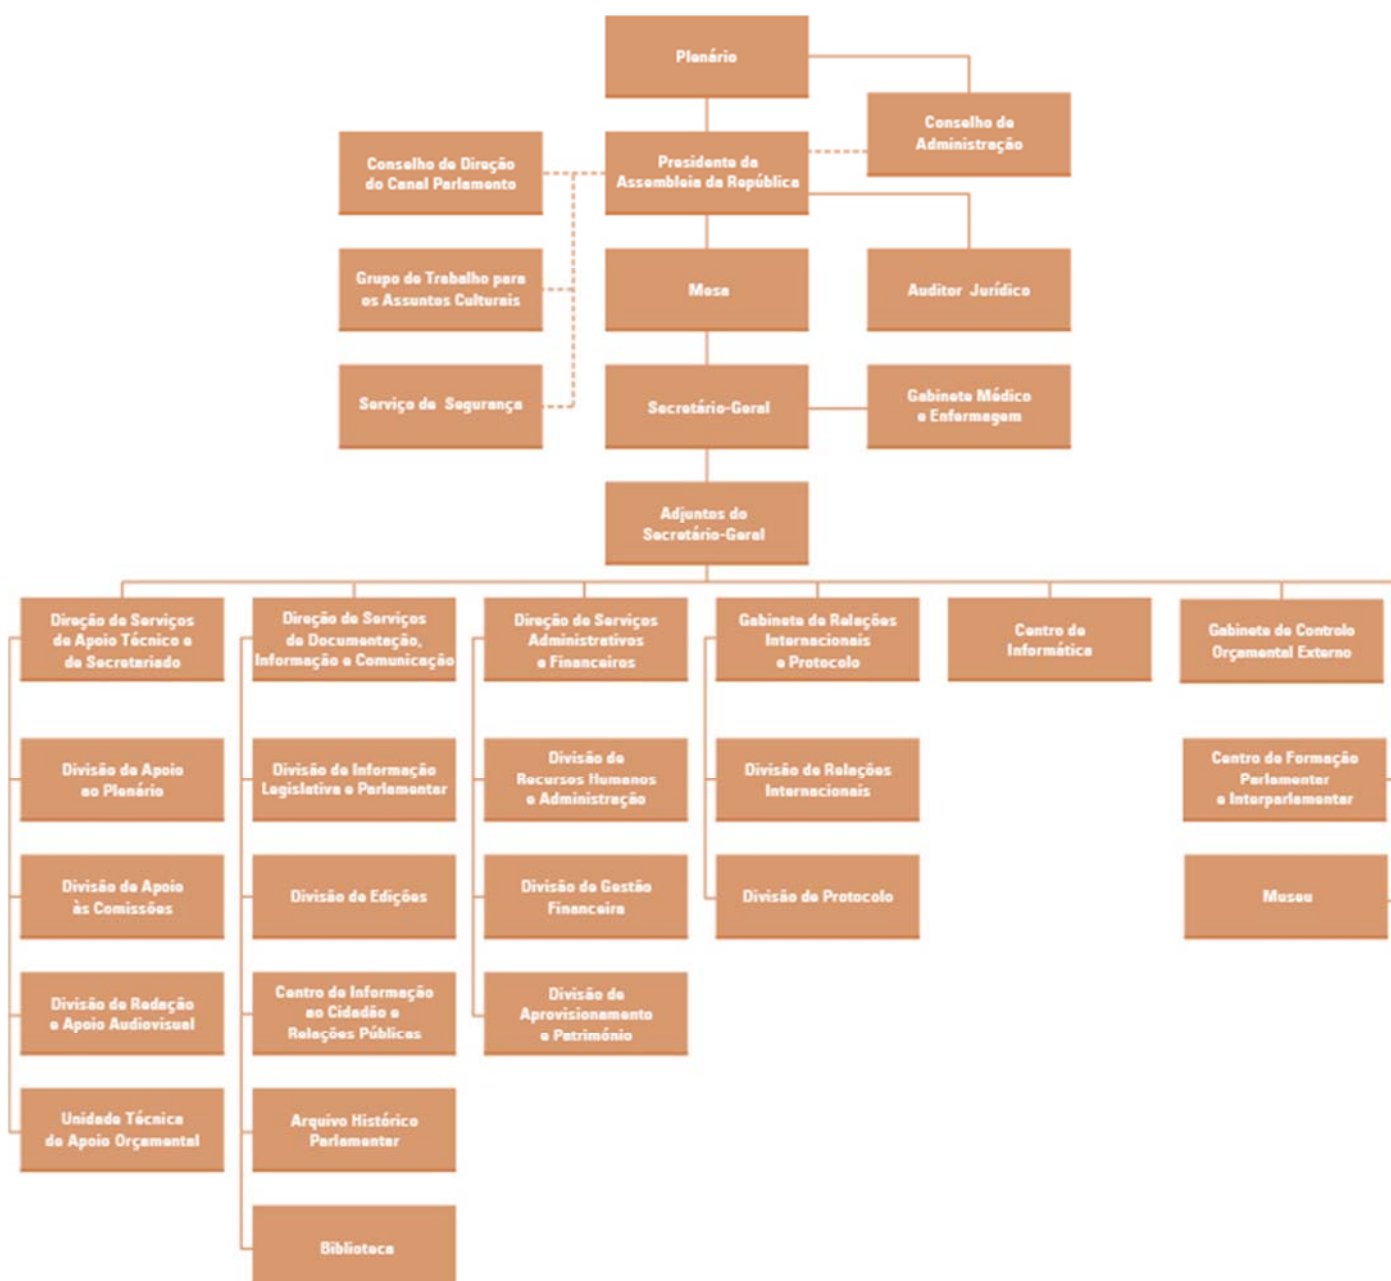 Plenário
Conselho de
Administração
Conselho de Direção
do Canal Parlamento
Presidente da
Assembleia da República
Grupo de Trabalho para
os Assuntos Culturais
Mesa
Auditor Jurídico
Serviço de Segurança
Secretário-Geral
Gabinete Médico
e Enfermagem
Adjuntos do
Secretário-Geral
Direção de Serviços
de Apoio Técnico e
de Secretariado
Direção de Serviços
de Documentação,
Informação e Comunicação
Direção de Serviços
Administrativos
e Financeiros
Gabinete de Relações
Internacionais
e Protocolo
Centro de
Informática
Gabinete de Controlo
Orçamental Externo
Divisão de Apoio
ao Plenário
Divisão de Informação
Legislativa e Parlamentar
Divisão de
Recursos Humanos
e Administração
Divisão de Relações
Internacionais
Centro de Formação
Parlamentar
e Interparlamentar
Divisão de Apoio
às Comissões
Divisão de Edições
Divisão de Gestão
Financeira
Divisão de Protocolo
Museu
Divisão de Redação
e Apoio Audiovisual
Centro de Informação
ao Cidadão e
Relações Públicas
Divisão de
Aprovisionamento
e Património
Unidade Técnica
de Apoio Orçamental
Arquivo Histórico
Parlamentar
Biblioteca